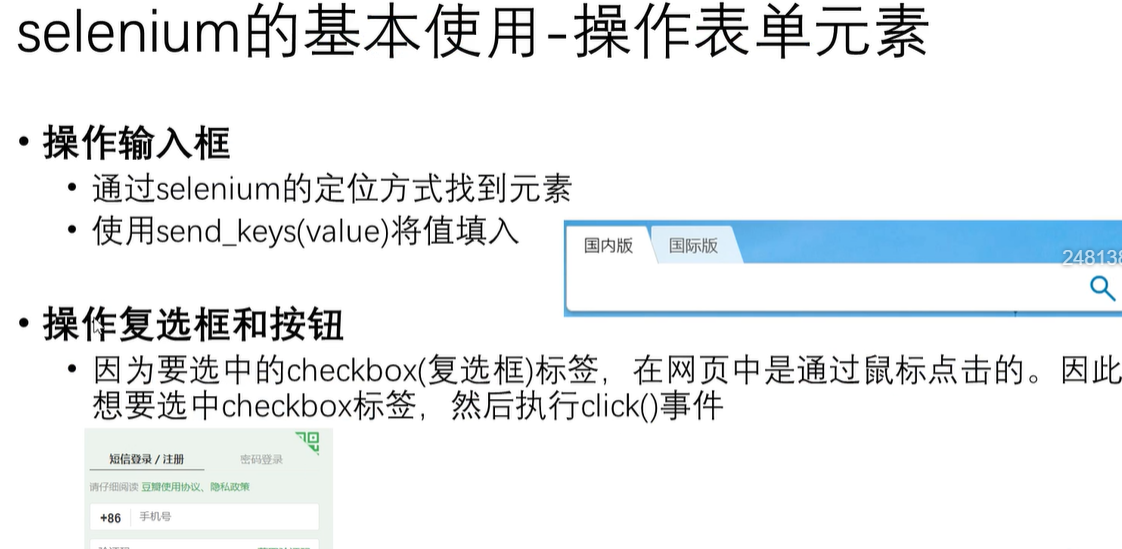 selenium的基本使用-操作表单元素
• 操作输入框
• 通过selenium的定位方式找到元素
• 使用send_keys(value)将值填入
国内版 国际版
248138
• 操作复选框和按钮
• 因为要选中的checkbox(复选框)标签，在网页中是通过鼠标点击的。因此
想要选中checkbox标签，然后执行click()事件
短信登录 / 注册 密码登录
请仔细阅读 豆瓣使用协议、隐私政策
+86 手机号